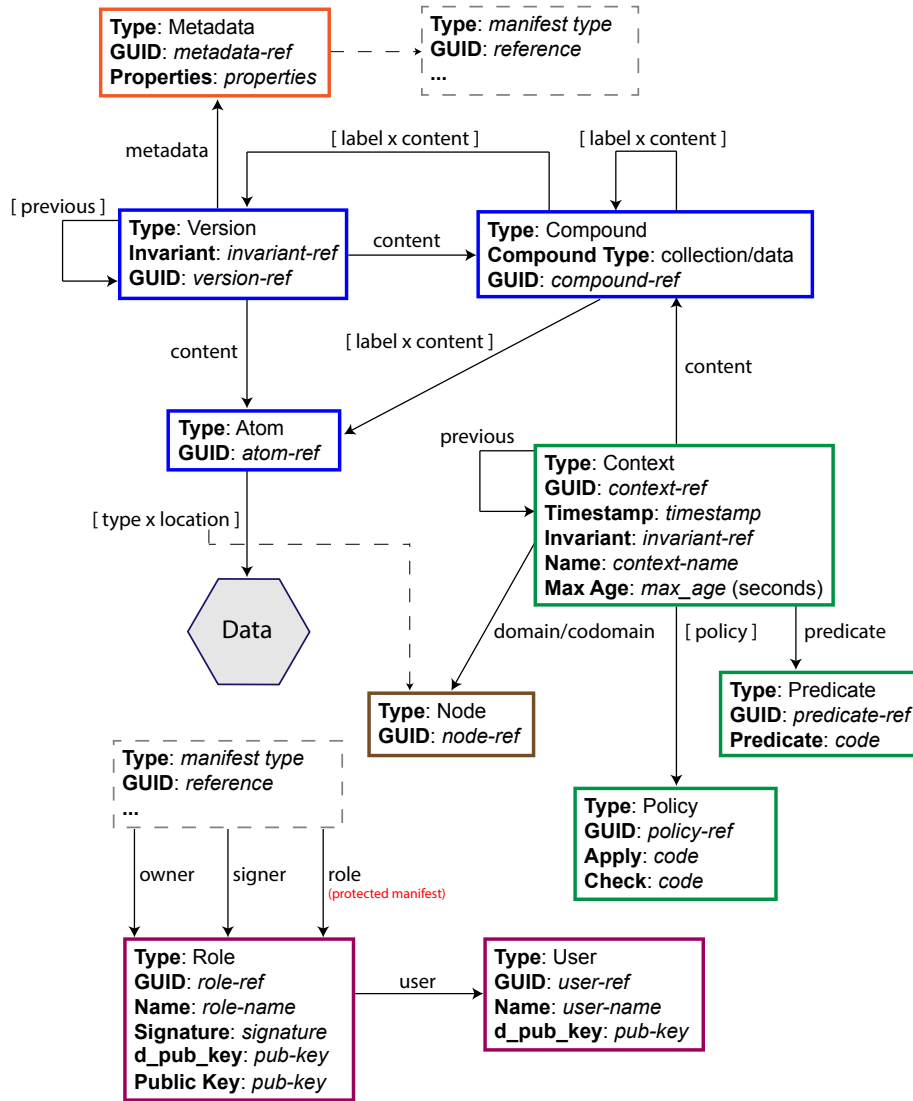 Type: Metadata
GUID: metadata-ref
Properties: properties
Type: manifest type
GUID: reference
...
metadata
[ label x content ]
[ label x content ]
[ previous ]
Type: Version
Invariant: invariant-ref
GUID: version-ref
content
Type: Compound
Compound Type: collection/data
GUID: compound-ref
content
[ label x content ]
content
Type: Atom
GUID: atom-ref
previous
Type: Context
GUID: context-ref
Timestamp: timestamp
Invariant: invariant-ref
Name: context-name
Max Age: max_age (seconds)
[ type x location ]
Data
domain/codomain
[ policy ]
predicate
Type: Node
GUID: node-ref
Type: Predicate
GUID: predicate-ref
Predicate: code
Type: manifest type
GUID: reference
...
Type: Policy
GUID: policy-ref
Apply: code
Check: code
owner
signer
role
(protected manifest)
Type: Role
GUID: role-ref
Name: role-name
Signature: signature
d_pub_key: pub-key
Public Key: pub-key
user
Type: User
GUID: user-ref
Name: user-name
d_pub_key: pub-key